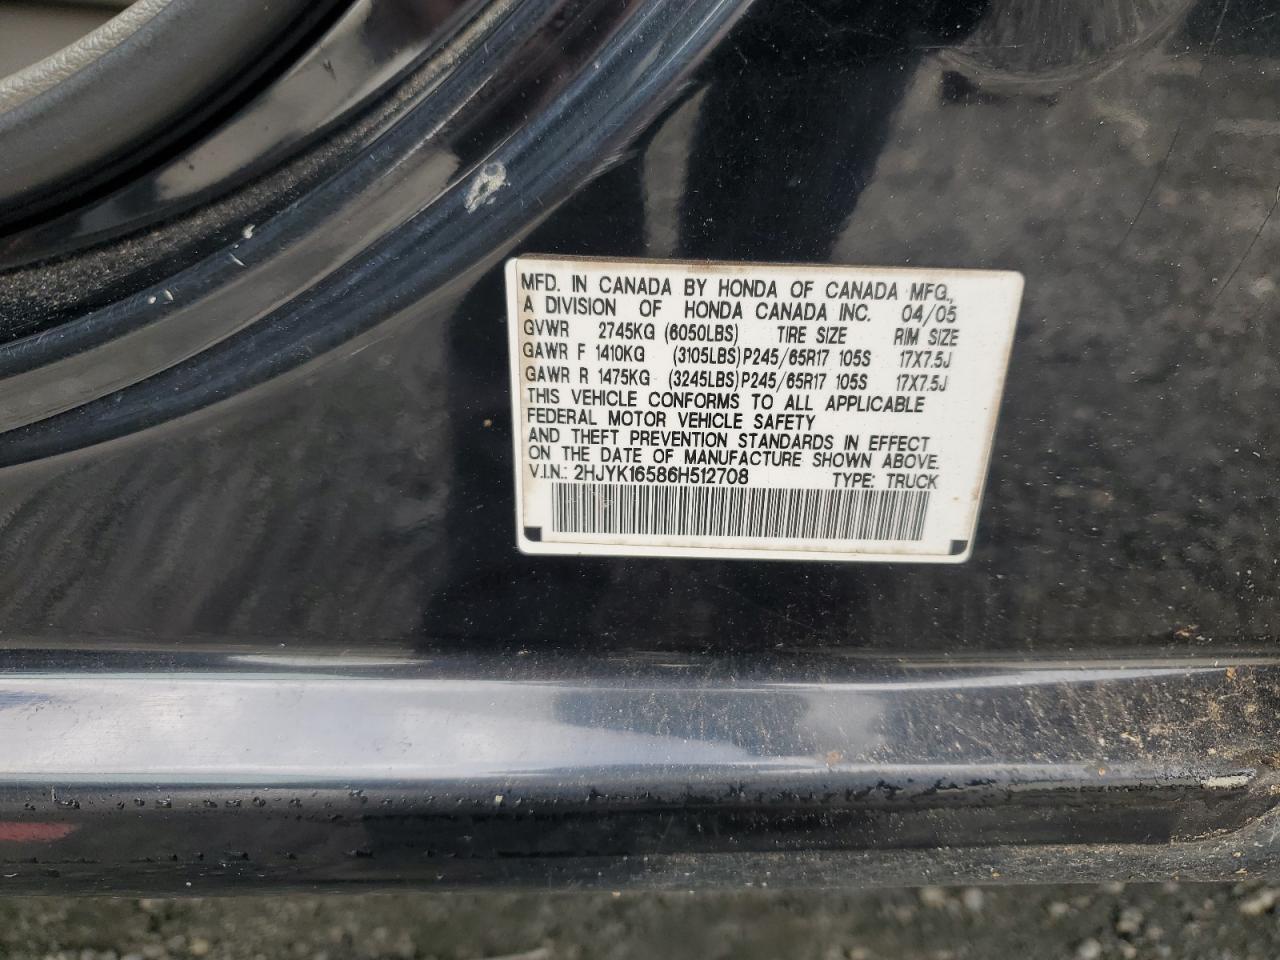 MFD. IN CANADA BY HONDA OF CANADA MFG.,
A DIVISION OF HONDA CANADA INC. 04/05
GVWR 2745KG (6050LBS) TIRE SIZE RIM SIZE
GAWR F 1410KG (3105LBS) P245/65R17 105S 17X7.5J
GAWR R 1475KG (3245LBS) P245/65R17 105S 17X7.5J
THIS VEHICLE CONFORMS TO ALL APPLICABLE
FEDERAL MOTOR VEHICLE SAFETY
AND THEFT PREVENTION STANDARDS IN EFFECT
ON THE DATE OF MANUFACTURE SHOWN ABOVE.
V.I.N.: 2HJYK16586H512708 TYPE: TRUCK